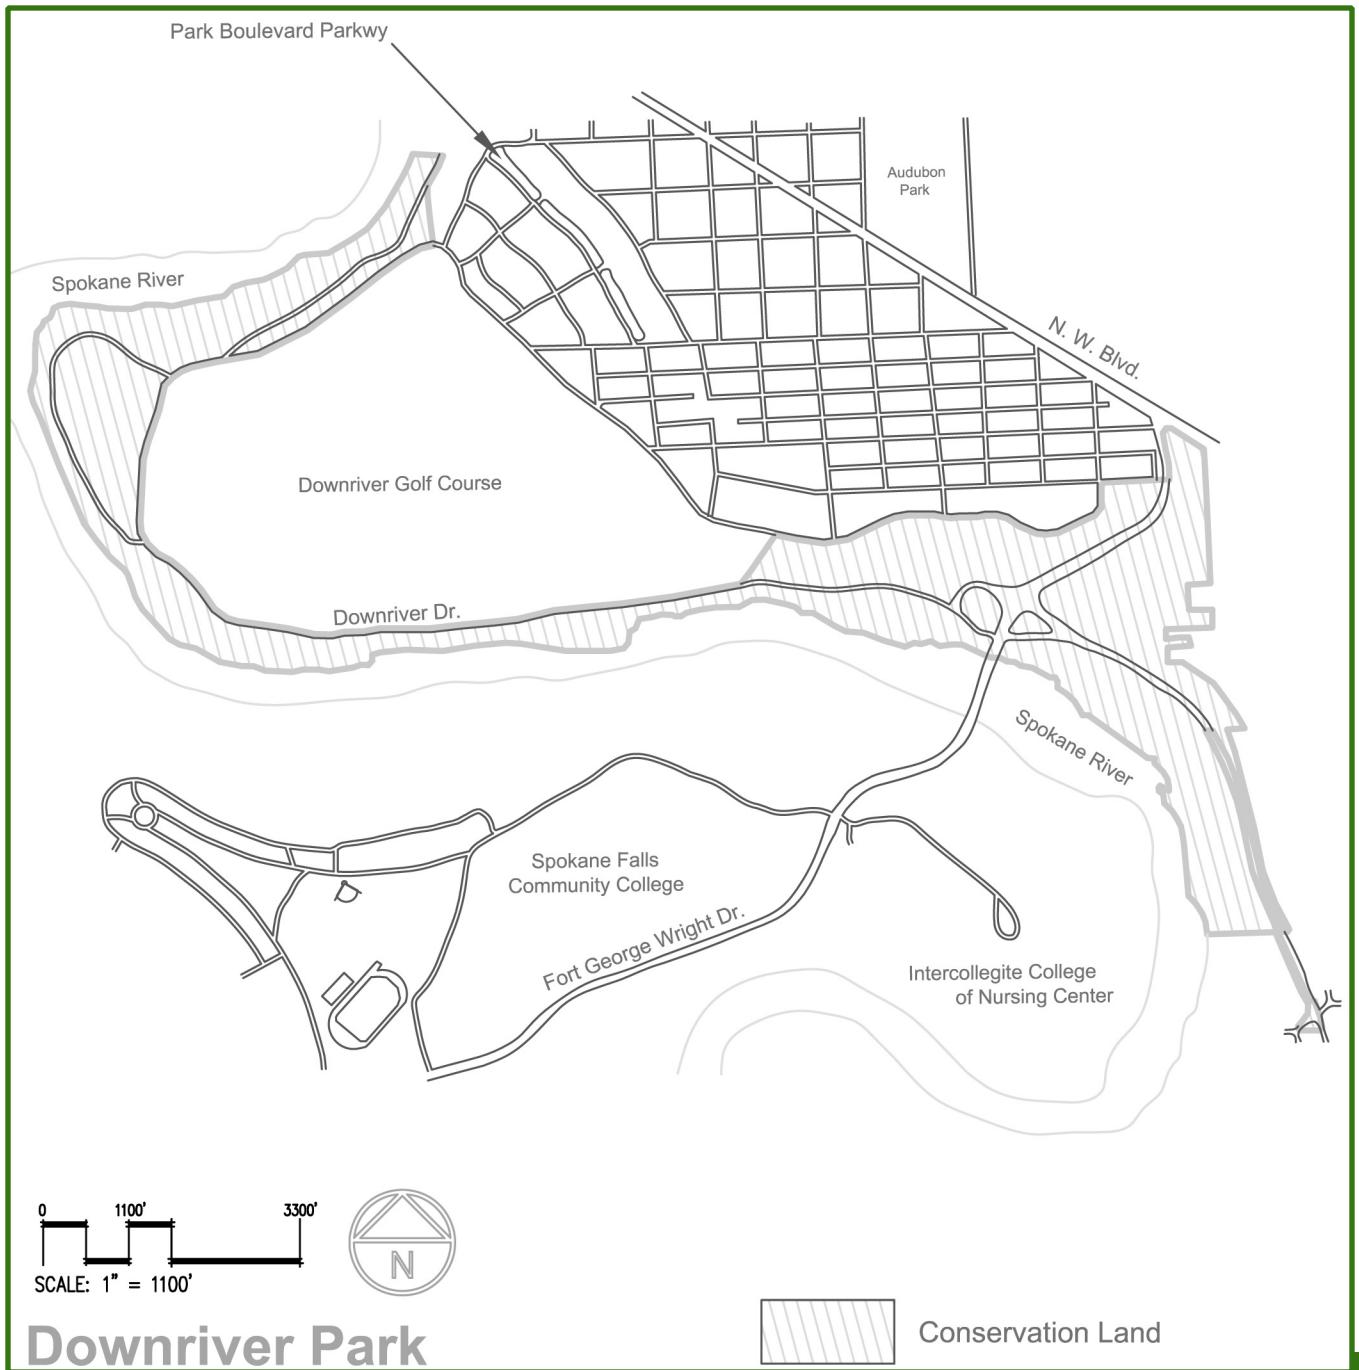 Park Boulevard Parkwy
Audubon
Park
Spokane River
N. W. Blvd.
Downriver Golf Course
Downriver Dr.
Spokane River
Spokane Falls
Community College
Fort George Wright Dr.
Intercollegite College
of Nursing Center
0 1100' 3300'
SCALE: 1" = 1100'
N
Conservation Land
Downriver Park